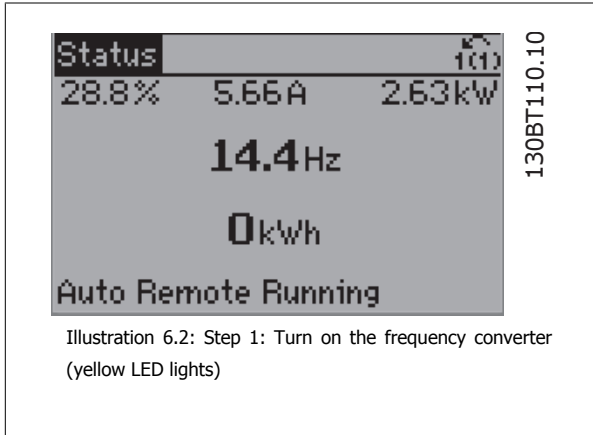 Status
1(1)
28.8% 5.66A 2.63kW
14.4Hz
0kWh
Auto Remote Running
130BT110.10
Illustration 6.2: Step 1: Turn on the frequency converter
(yellow LED lights)